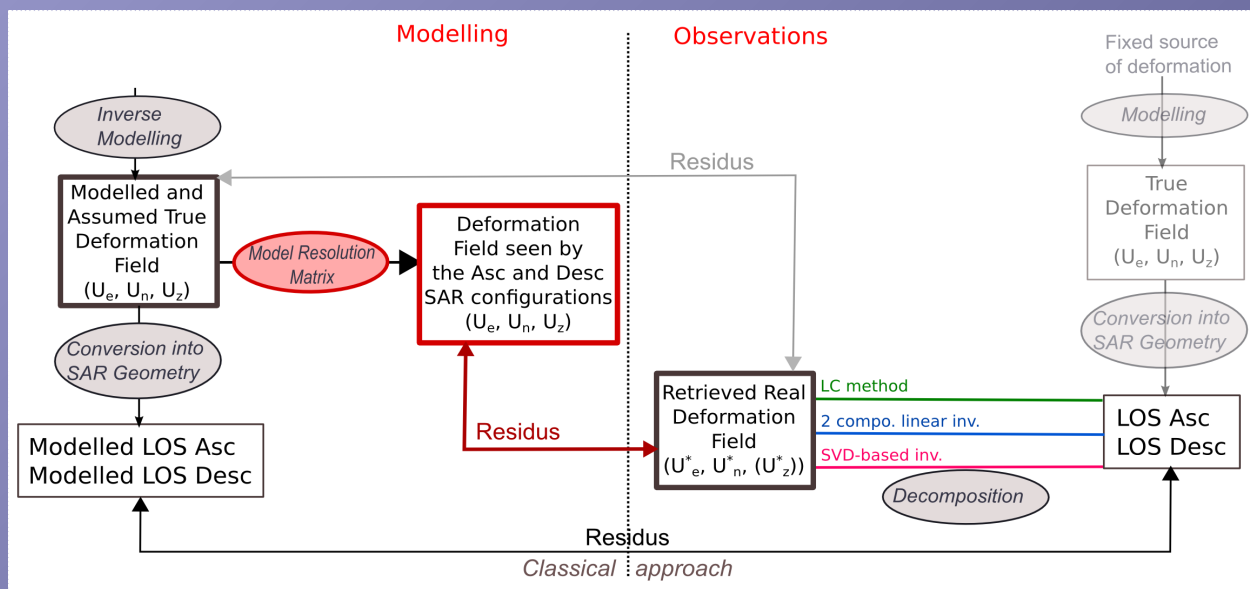 Modelling
Observations
Fixed source
of deformation
Inverse
Modelling
Modelling
Residus
Modelled and
Assumed True
Deformation
Field
(Ue, Un, Uz)
Model Resolution
Matrix
Deformation
Field seen by
the Asc and Desc
SAR configurations
(Ue, Un, Uz)
True
Deformation
Field
(Ue, Un, Uz)
Conversion into
SAR Geometry
Conversion into
SAR Geometry
Retrieved Real
Deformation
Field
(U*e, U*n, (U*z))
LC method
2 compo. linear inv.
SVD-based inv.
LOS Asc
LOS Desc
Residus
Modelled LOS Asc
Modelled LOS Desc
Decomposition
Residus
Classical approach